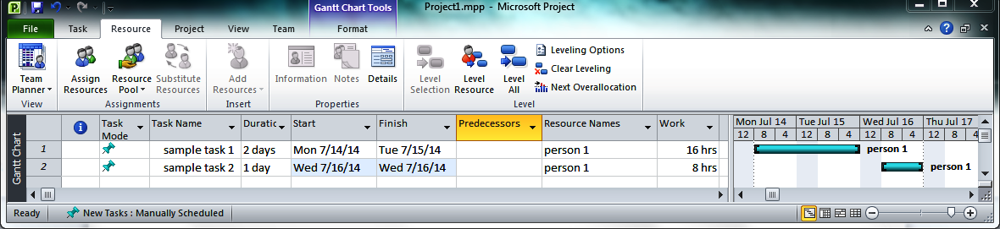 Gantt Chart Tools Project1.mpp - Microsoft Project
File Task Resource Project View Team Format
Team Planner Assign Resources Resource Pool Substitute Resources Add Resources Information Notes Details Level Selection Level Resource Level All
Leveling Options
Clear Leveling
Next Overallocation
View Assignments Insert Properties Level
Task Mode Task Name Duratic Start Finish Predecessors Resource Names Work Mon Jul 14 Tue Jul 15 Wed Jul 16 Thu Jul 17
12 8 4 12 8 4 12 8 4 12 8 4
1 sample task 1 2 days Mon 7/14/14 Tue 7/15/14 person 1 16 hrs person 1
2 sample task 2 1 day Wed 7/16/14 Wed 7/16/14 person 1 8 hrs person 1
Gantt Chart
Ready New Tasks : Manually Scheduled